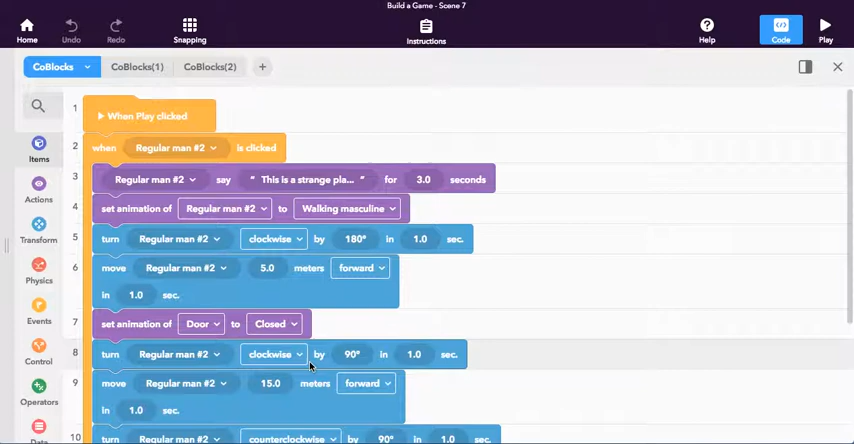 Build a Game - Scene 7
Home Undo Redo Snapping Instructions Help Code Play
CoBlocks CoBlocks(1) CoBlocks(2) +
Items
Actions
Transform
Physics
Events
Control
Operators
Data
1 When Play clicked
2 when Regular man #2 is clicked
3 Regular man #2 say “ This is a strange pla... ” for 3.0 seconds
4 set animation of Regular man #2 to Walking masculine
5 turn Regular man #2 clockwise by 180° in 1.0 sec.
6 move Regular man #2 5.0 meters forward
in 1.0 sec.
7 set animation of Door to Closed
8 turn Regular man #2 clockwise by 90° in 1.0 sec.
9 move Regular man #2 15.0 meters forward
in 1.0 sec.
10 turn Regular man #2 counterclockwise by 90° in 1.0 sec.